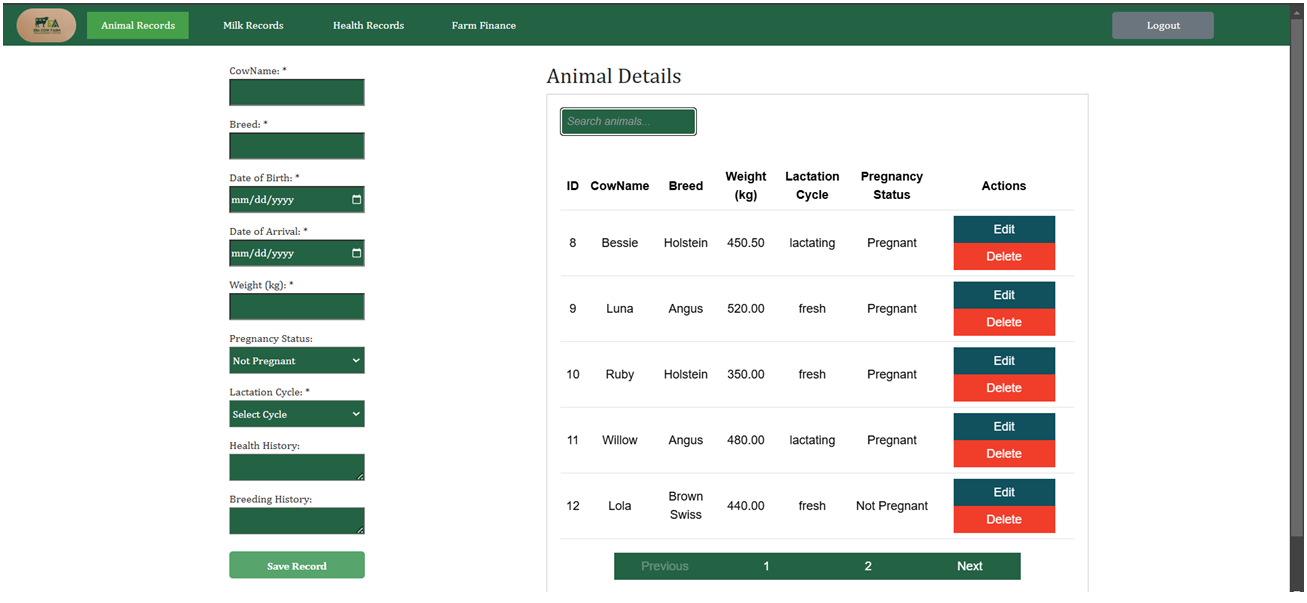 Animal Records
Milk Records
Health Records
Farm Finance
Logout
CowName: *
Breed: *
Date of Birth: *
mm/dd/yyyy
Date of Arrival: *
mm/dd/yyyy
Weight (kg): *
Pregnancy Status:
Not Pregnant
Lactation Cycle: *
Select Cycle
Health History:
Breeding History:
Save Record
Animal Details
Search animals...
ID CowName Breed Weight (kg) Lactation Cycle Pregnancy Status Actions
8 Bessie Holstein 450.50 lactating Pregnant Edit Delete
9 Luna Angus 520.00 fresh Pregnant Edit Delete
10 Ruby Holstein 350.00 fresh Pregnant Edit Delete
11 Willow Angus 480.00 lactating Pregnant Edit Delete
12 Lola Brown Swiss 440.00 fresh Not Pregnant Edit Delete
Previous 1 2 Next